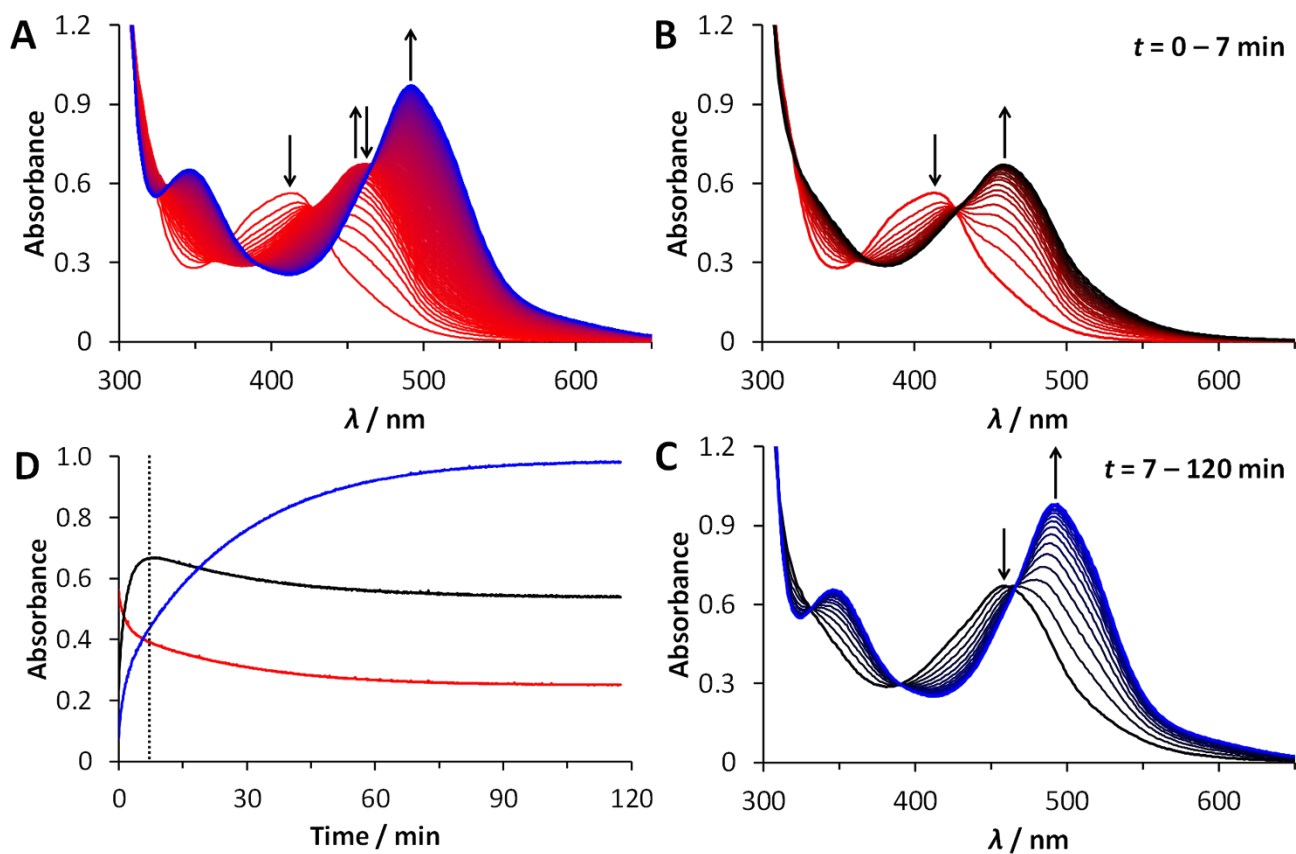 A
1.2
0.9
0.6
0.3
0
Absorbance
300
400
500
600
λ / nm
B
t = 0 – 7 min
1.2
0.9
0.6
0.3
0
Absorbance
300
400
500
600
λ / nm
D
1.0
0.8
0.6
0.4
0.2
0
Absorbance
0
30
60
90
120
Time / min
C
t = 7 – 120 min
1.2
0.9
0.6
0.3
0
Absorbance
300
400
500
600
λ / nm